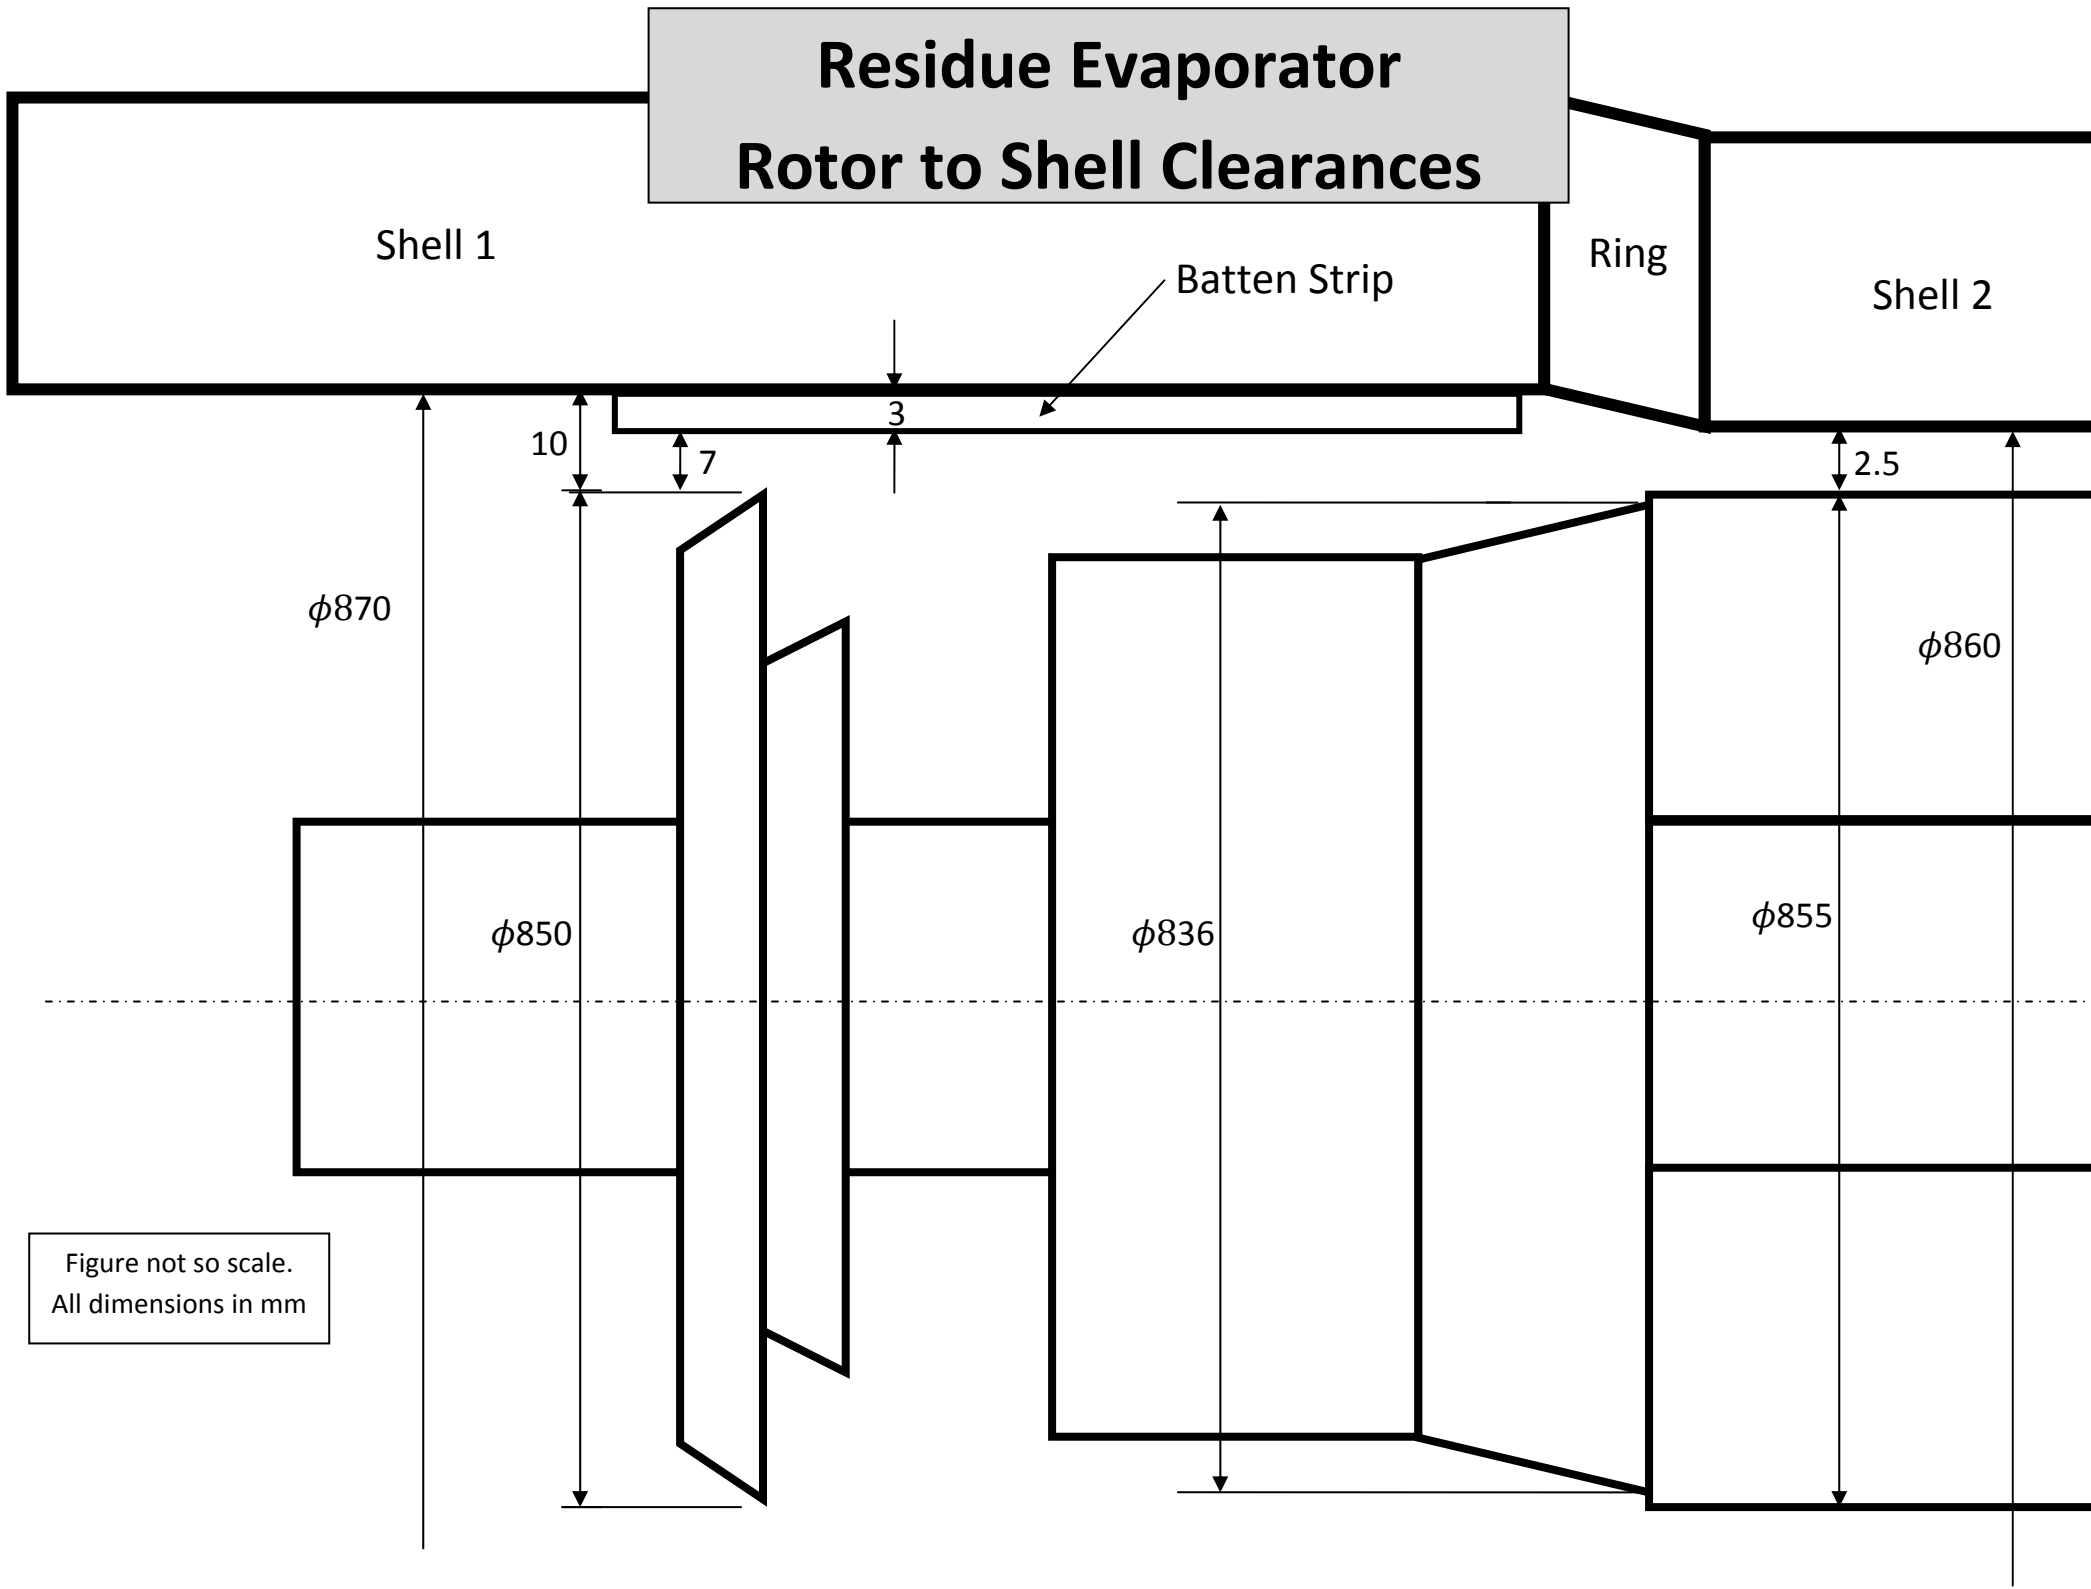 Residue Evaporator
Rotor to Shell Clearances
Shell 1
Ring
Batten Strip
Shell 2
3
10
7
2.5
ϕ870
ϕ860
ϕ850
ϕ836
ϕ855
Figure not so scale.
All dimensions in mm